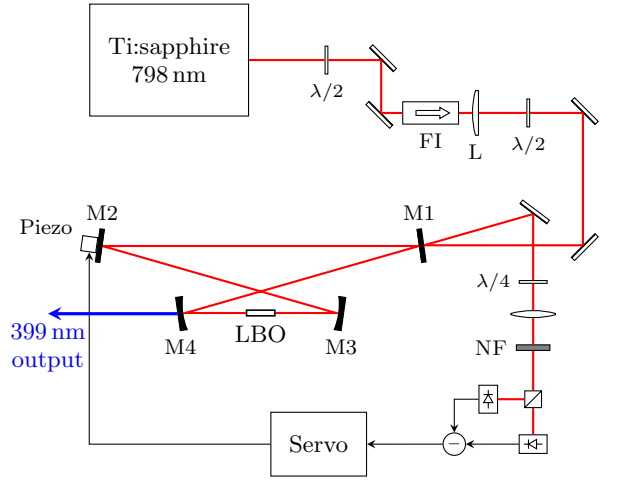 Ti:sapphire
798 nm
λ/2
FI
L
λ/2
M2
M1
Piezo
λ/4
399 nm
output
M4
LBO
M3
NF
Servo
−